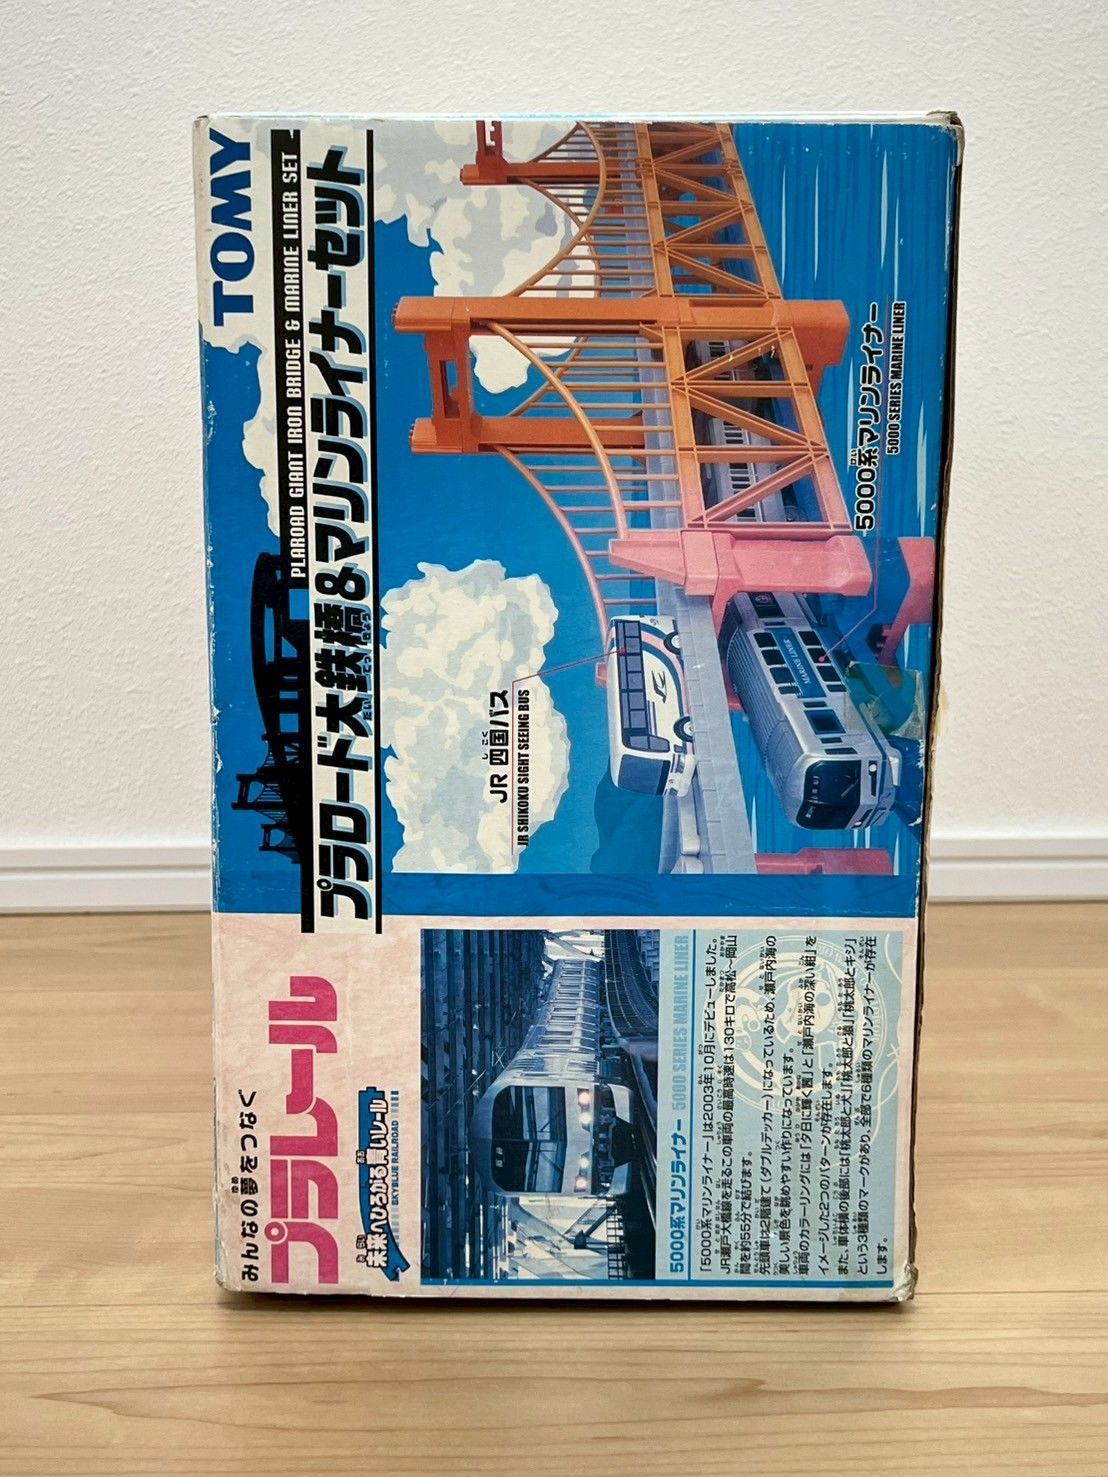 みんなの夢をつなぐ
プラレール
未来へひろがる青いレール
SKYBLUE RAILROAD
TOMY
PLAROAD GIANT IRON BRIDGE & MARINE LINER SET
プラロード大鉄橋&マリンライナーセット
JR 四国バス
JR SHIKOKU SIGHT SEEING BUS
5000系マリンライナー
5000 SERIES MARINE LINER
MARINE LINER
5000系マリンライナー 5000 SERIES MARINE LINER
「5000系マリンライナー」は2003年10月にデビューしました。
JR瀬戸大橋線を走るこの車両の最高時速は130キロで高松~岡山
間を約55分で結びます。
先頭車は2階建て(ダブルデッカー)になっているため、瀬戸内海の
美しい景色を眺めやすい作りになっています。
車両のカラーリングには「夕日に輝く茜」と「瀬戸内海の深い紺」を
イメージした2つのパターンが存在します。
また、車体横の後部には「桃太郎と犬」「桃太郎と猿」「桃太郎とキジ」
という3種類のマークがあり、全部で6種類のマリンライナーが存在
します。